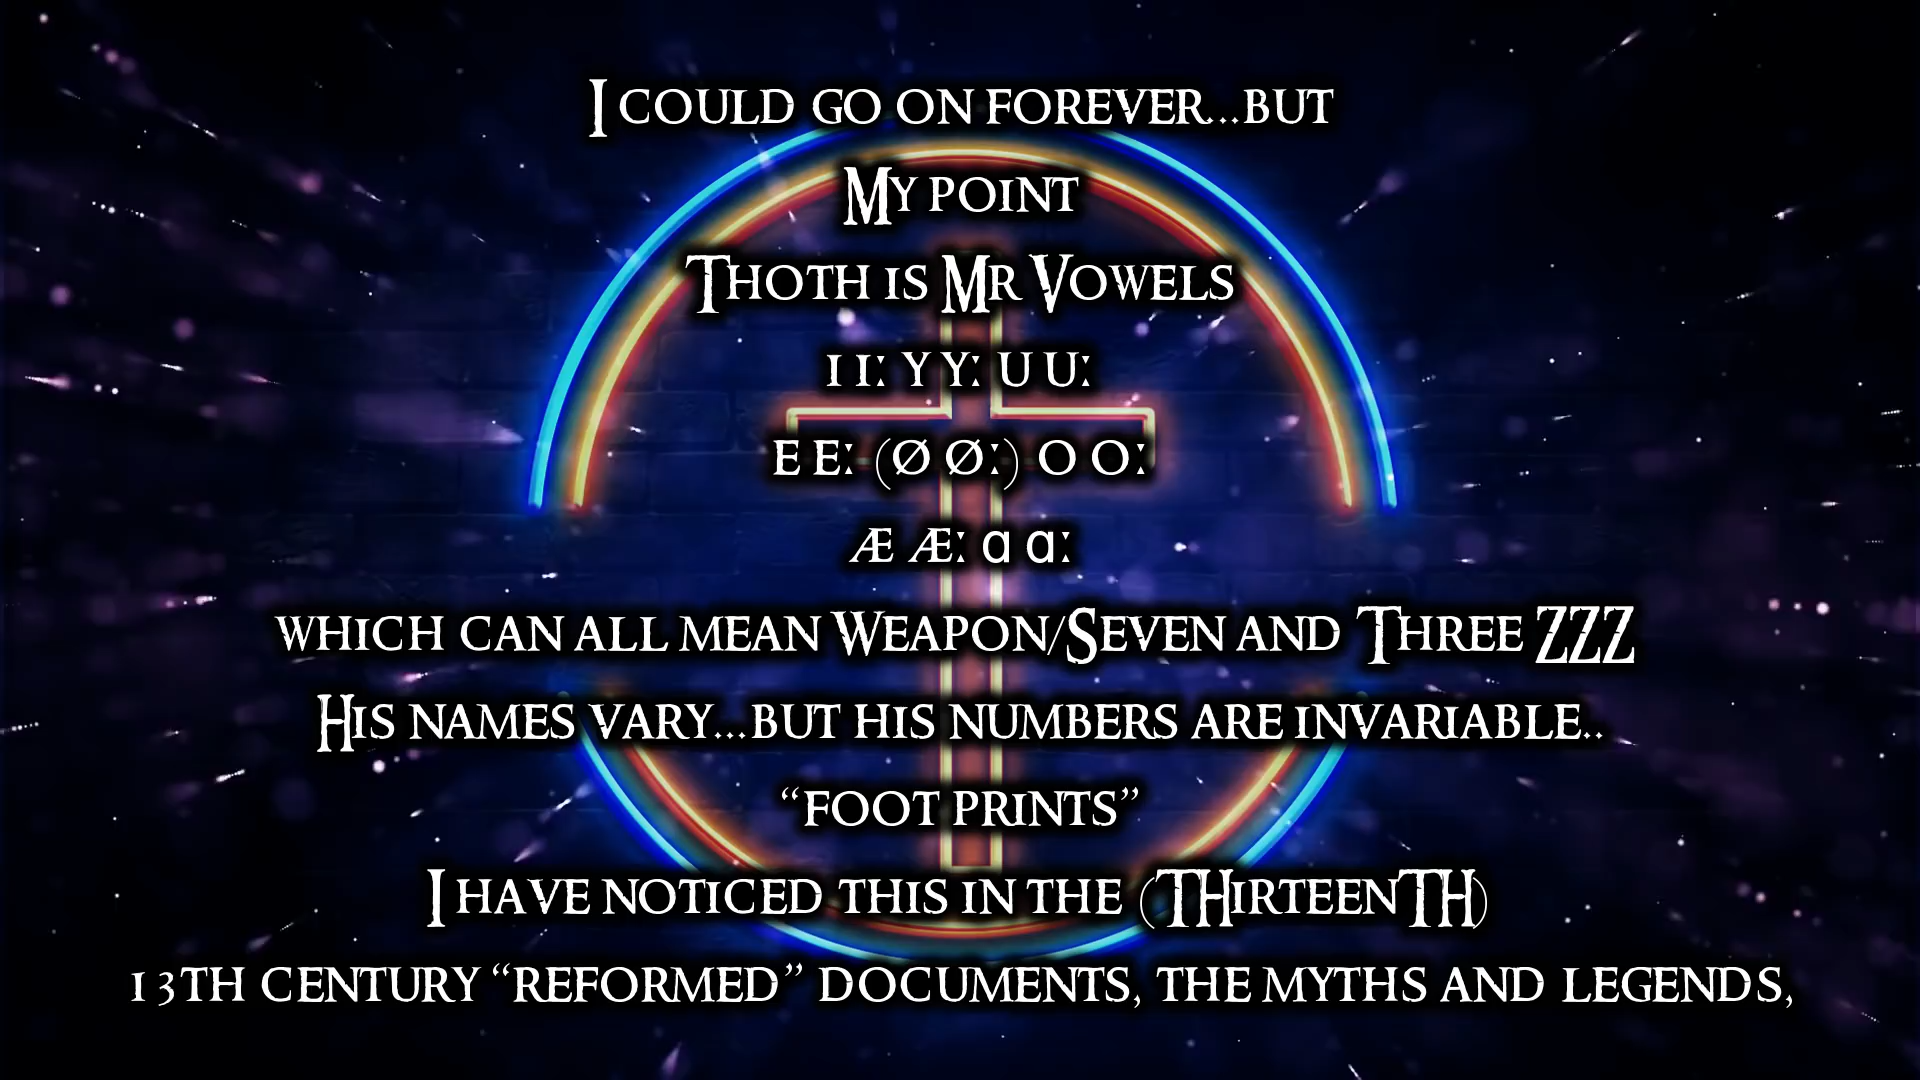 I could go on forever...but
My point
Thoth is Mr Vowels
i iː y yː u uː
e eː (ø øː) o oː
æ æː ɑ ɑː
which can all mean Weapon/Seven and Three ZZZ
His names vary...but his numbers are invariable..
“foot prints”
I have noticed this in the (THirteenTH)
13th century “reformed” documents, the myths and legends,